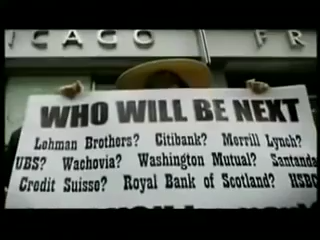 ICAGO FR
WHO WILL BE NEXT
Lehman Brothers? Citibank? Merrill Lynch?
UBS? Wachovia? Washington Mutual? Santanda
Credit Suisse? Royal Bank of Scotland? HSBC